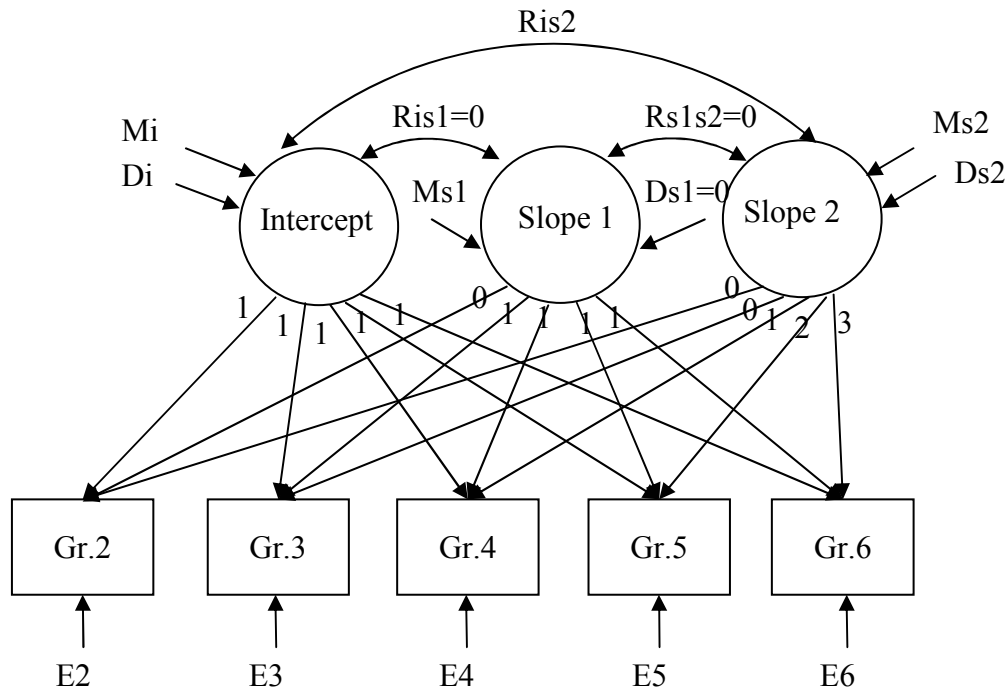 Ris2
Mi
Ris1=0
Rs1s2=0
Ms2
Di
Ms1
Ds1=0
Ds2
Intercept
Slope 1
Slope 2
1
1
1
1
1
0
1
1
1
1
0
0
1
2
3
Gr.2
Gr.3
Gr.4
Gr.5
Gr.6
E2
E3
E4
E5
E6